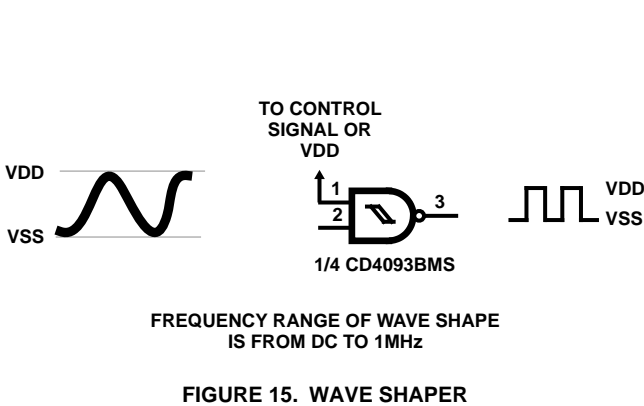 TO CONTROL
SIGNAL OR
VDD
VDD
VSS
1
2
3
1/4 CD4093BMS
VDD
VSS
FREQUENCY RANGE OF WAVE SHAPE
IS FROM DC TO 1MHz
FIGURE 15. WAVE SHAPER